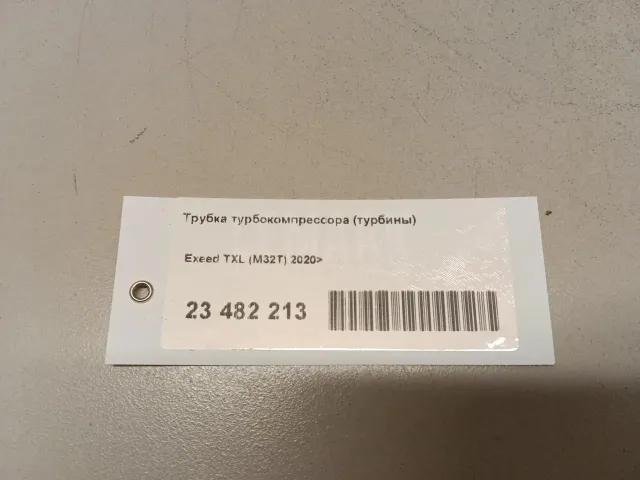 Трубка турбокомпрессора (турбины)
Exeed TXL (M32T) 2020>
23 482 213